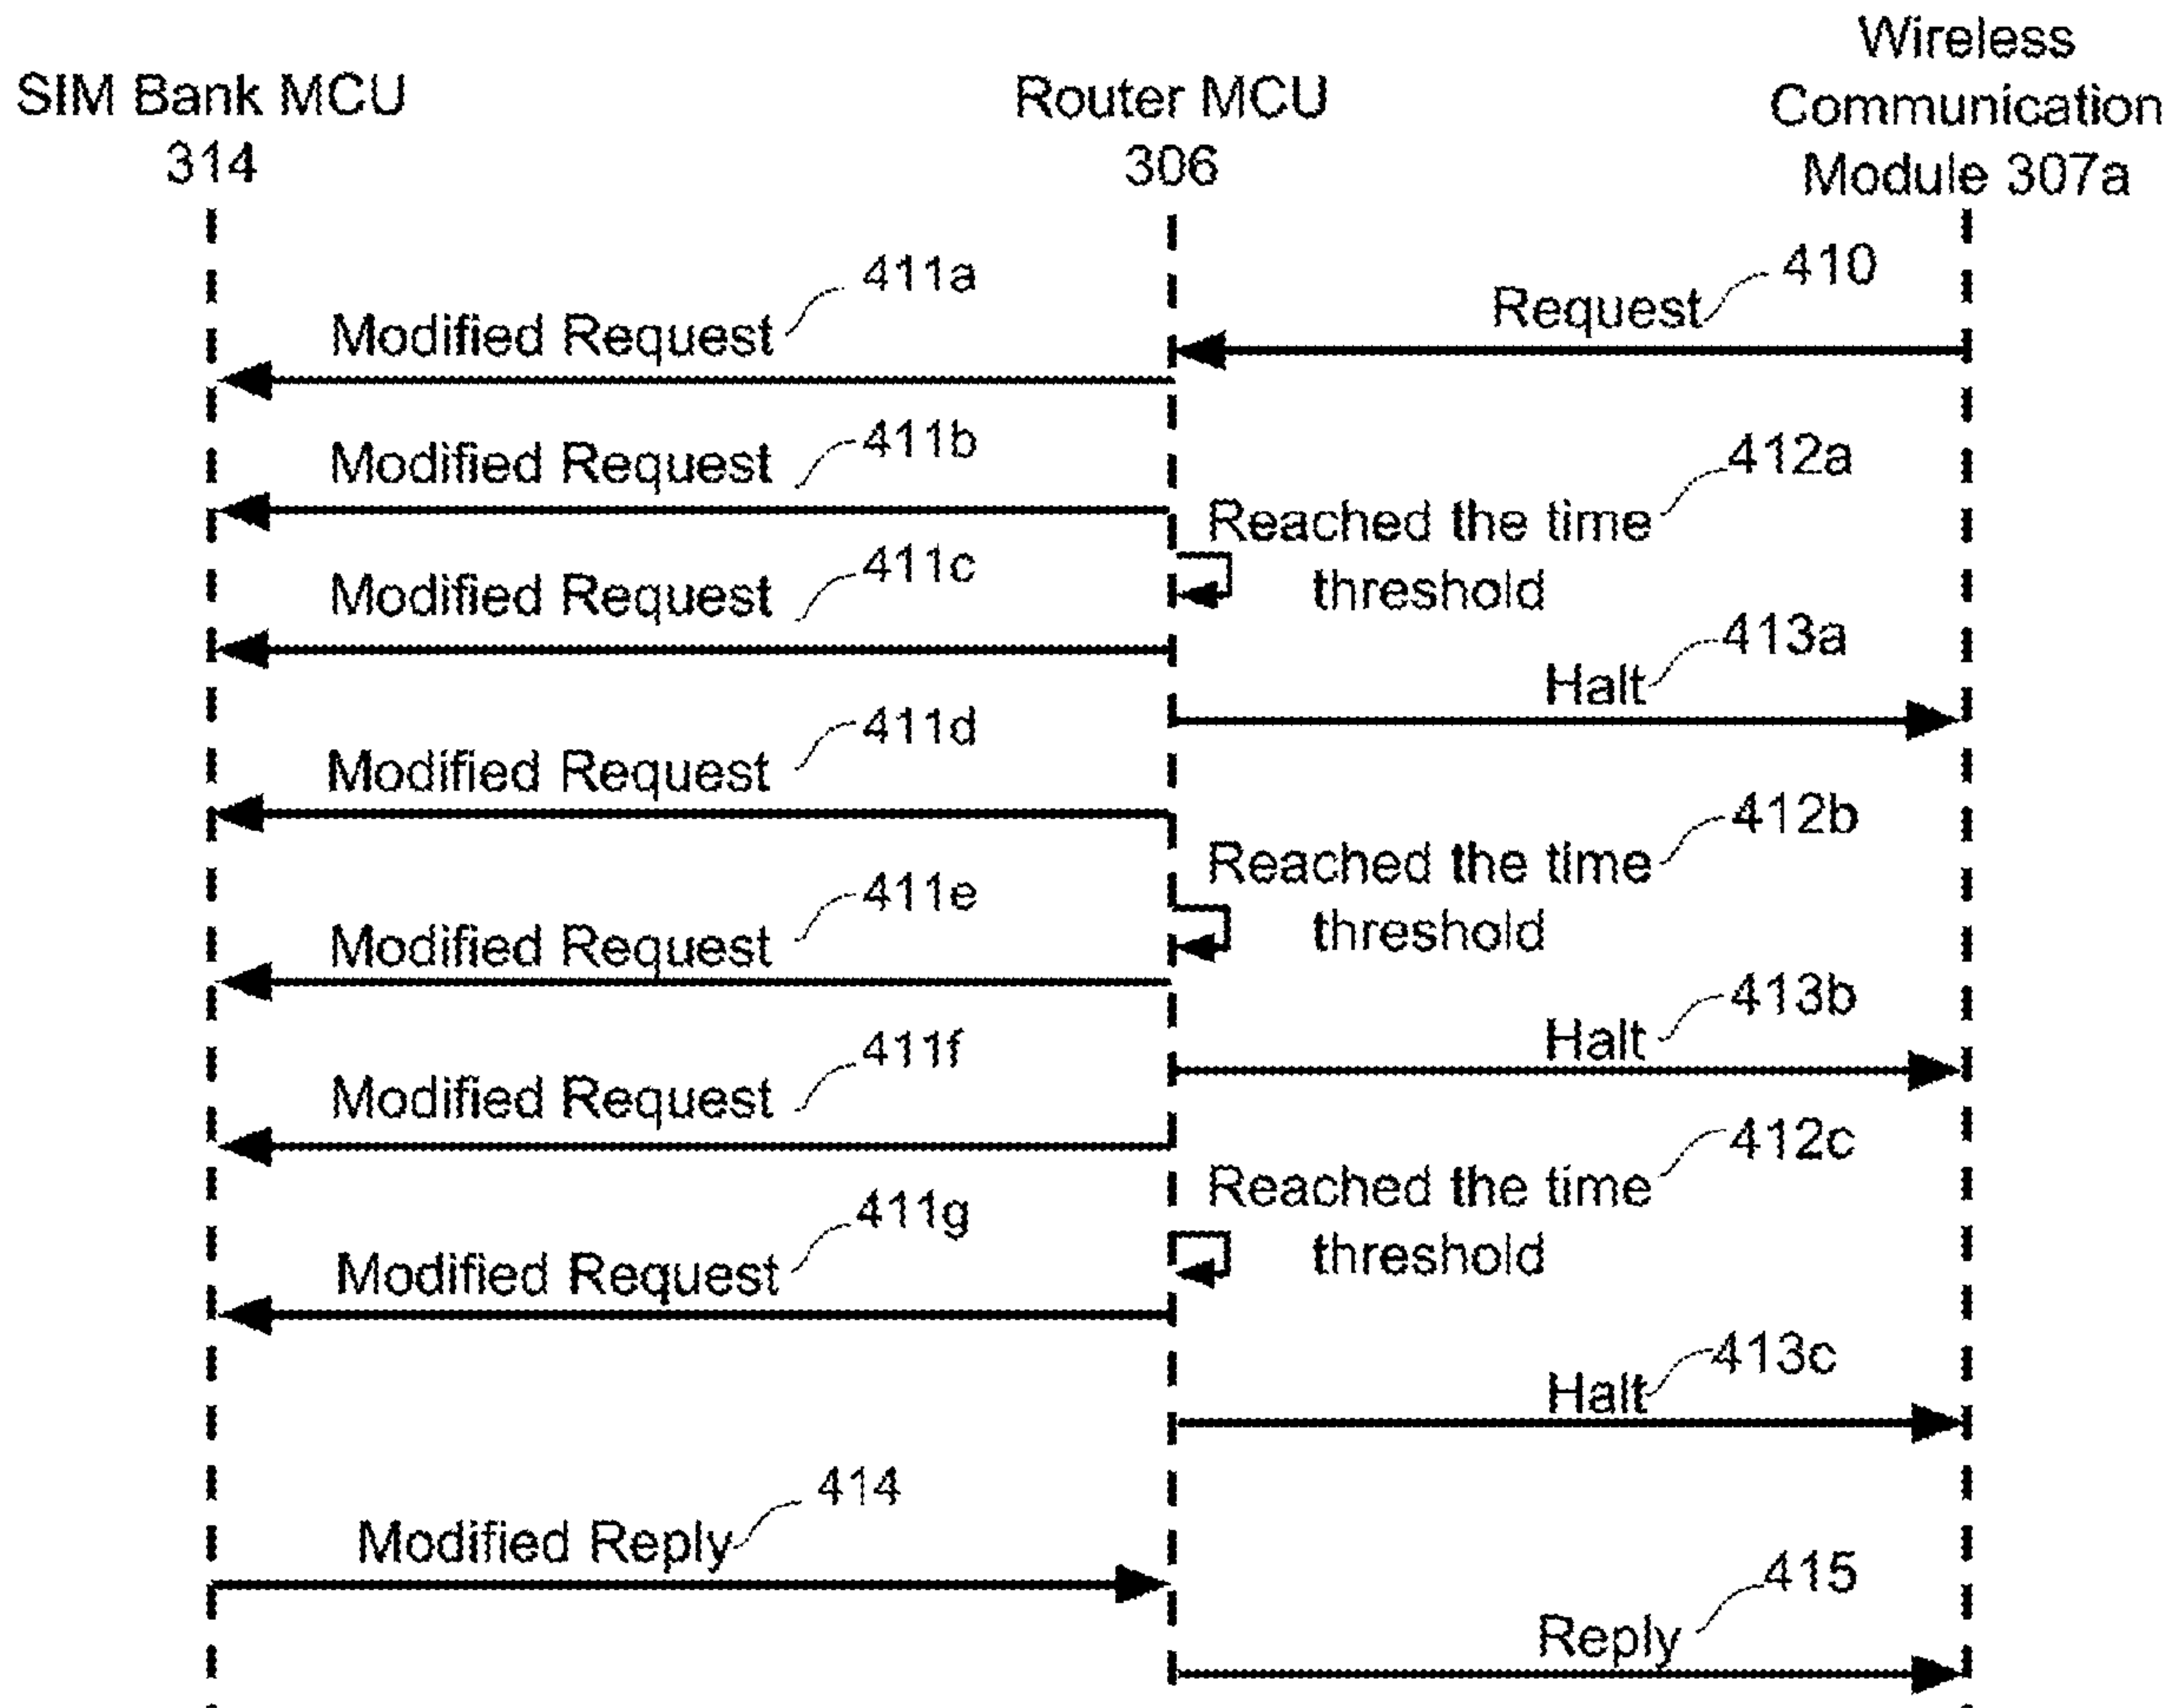 SIM Bank MCU
314
Router MCU
306
Wireless
Communication
Module 307a
410
Request
411a
Modified Request
411b
Modified Request
412a
Reached the time
threshold
411c
Modified Request
413a
Halt
411d
Modified Request
412b
Reached the time
threshold
411e
Modified Request
413b
Halt
411f
Modified Request
412c
Reached the time
threshold
411g
Modified Request
413c
Halt
414
Modified Reply
415
Reply